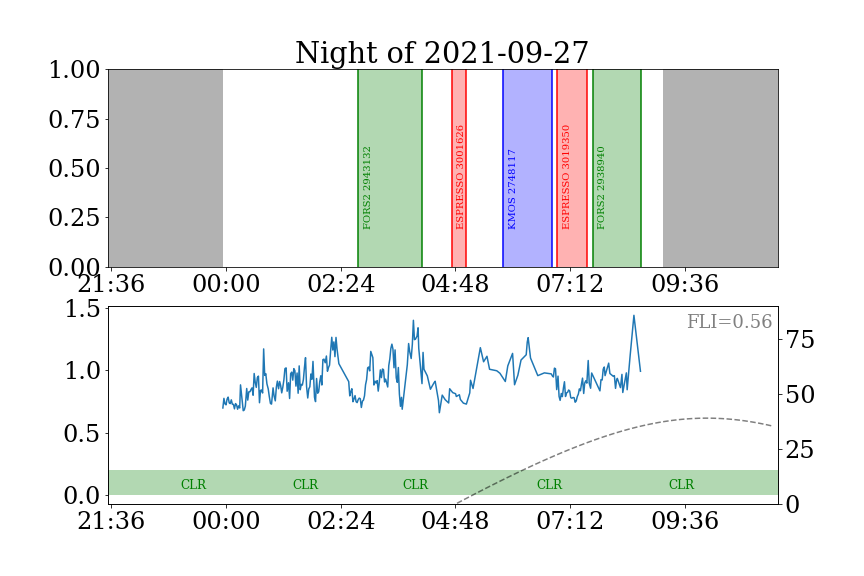 Night of 2021-09-27
1.00
0.75
0.50
0.25
0.00
FORS2 2943132
ESPRESSO 3001626
KMOS 2748117
ESPRESSO 3019350
FORS2 2938940
21:36 00:00 02:24 04:48 07:12 09:36
1.5
1.0
0.5
0.0
FLI=0.56
75
50
25
0
CLR CLR CLR CLR CLR
21:36 00:00 02:24 04:48 07:12 09:36